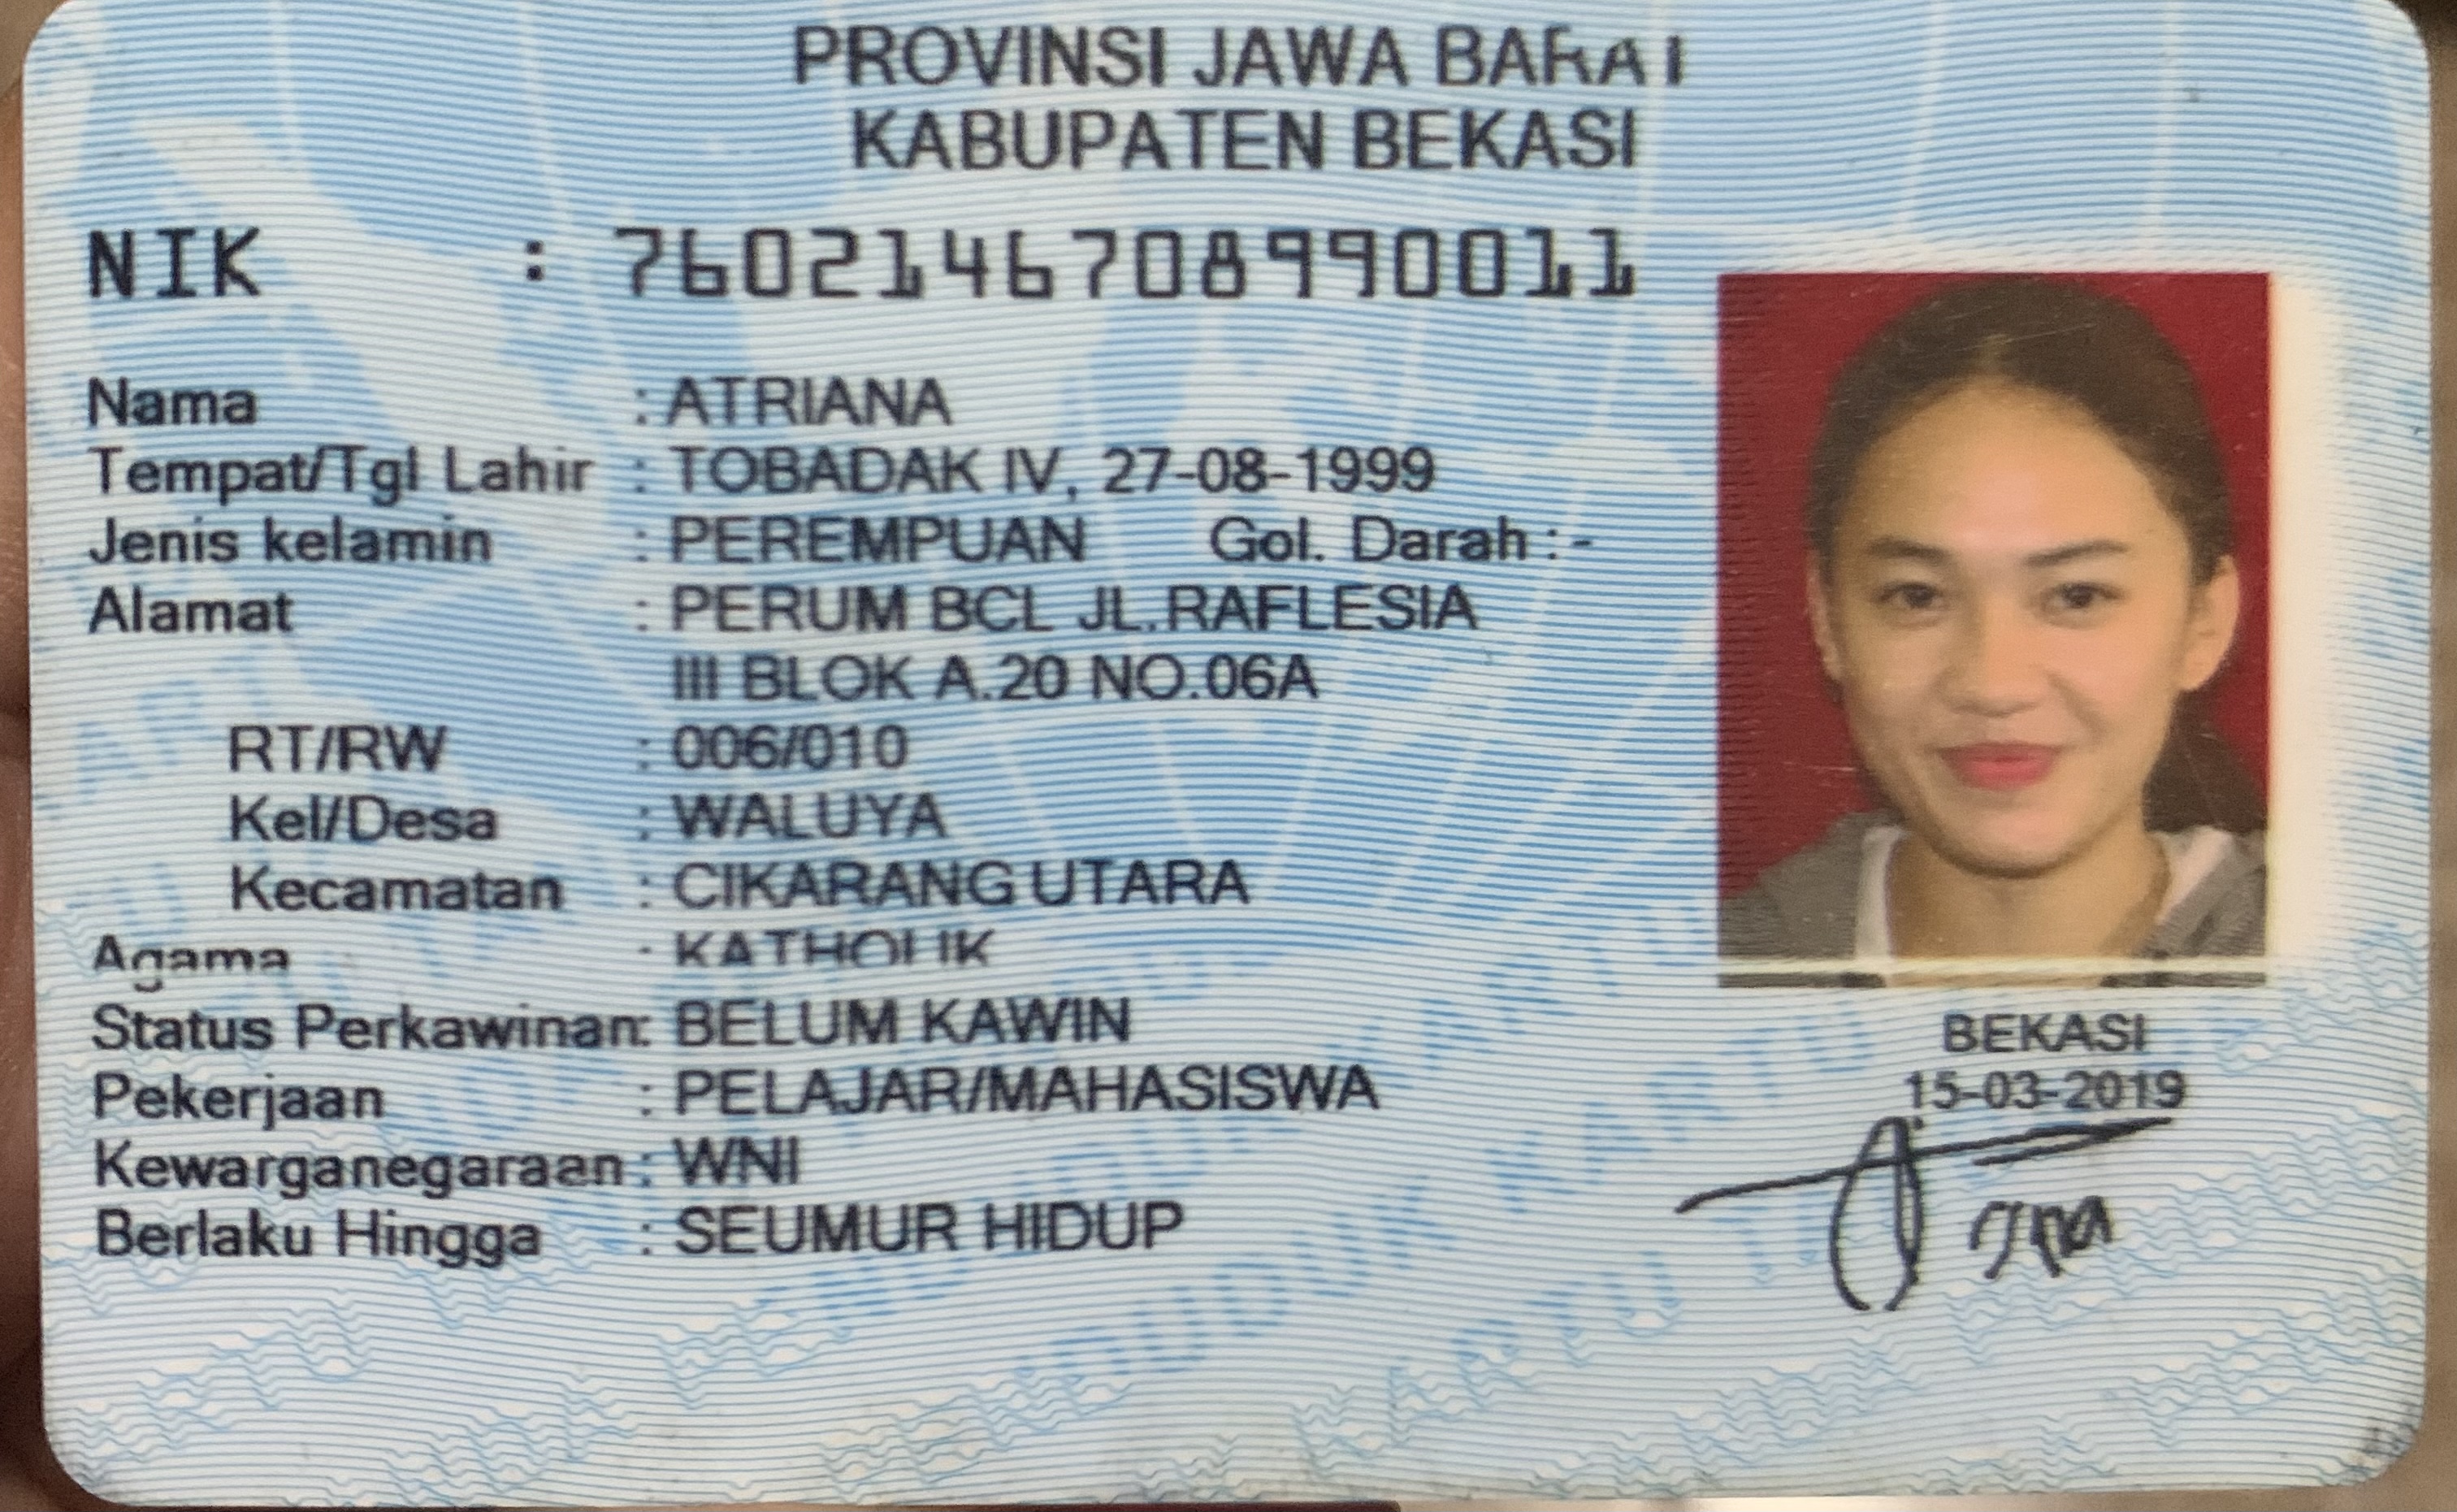 PROVINSI JAWA BARAT
KABUPATEN BEKASI
NIK : 7602146708990011
Nama : ATRIANA
Tempat/Tgl Lahir : TOBADAK IV, 27-08-1999
Jenis kelamin : PEREMPUAN Gol. Darah : -
Alamat : PERUM BCL JL.RAFLESIA
III BLOK A.20 NO.06A
RT/RW : 006/010
Kel/Desa : WALUYA
Kecamatan : CIKARANG UTARA
Agama : KATHOLIK
Status Perkawinan: BELUM KAWIN
Pekerjaan : PELAJAR/MAHASISWA
Kewarganegaraan : WNI
Berlaku Hingga : SEUMUR HIDUP
BEKASI
15-03-2019